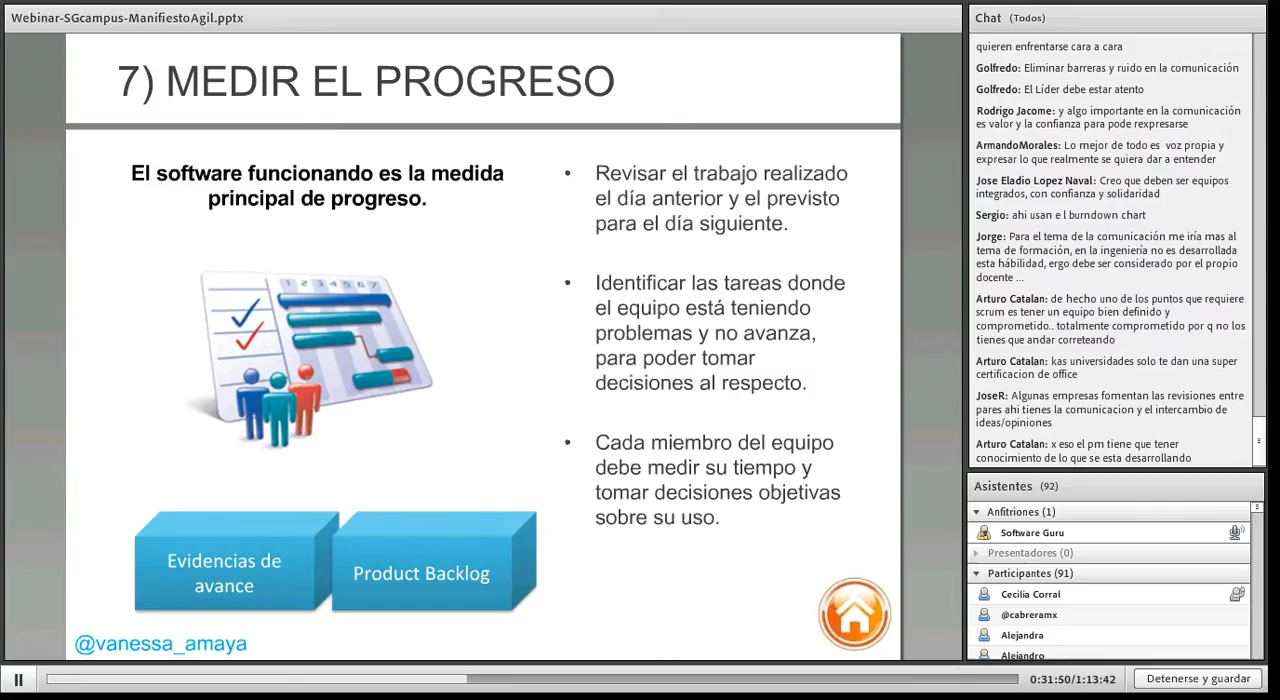 Webinar-SGcampus-ManifiestoAgil.pptx
7) MEDIR EL PROGRESO
El software funcionando es la medida
principal de progreso.
1 2 3 4 5 6 7
Evidencias de
avance
Product Backlog
@vanessa_amaya
• Revisar el trabajo realizado
el día anterior y el previsto
para el día siguiente.
• Identificar las tareas donde
el equipo está teniendo
problemas y no avanza,
para poder tomar
decisiones al respecto.
• Cada miembro del equipo
debe medir su tiempo y
tomar decisiones objetivas
sobre su uso.
Chat (Todos)
quieren enfrentarse cara a cara
Golfredo: Eliminar barreras y ruido en la comunicación
Golfredo: El Líder debe estar atento
Rodrigo Jacome: y algo importante en la comunicación
es valor y la confianza para pode rexpresarse
ArmandoMorales: Lo mejor de todo es voz propia y
expresar lo que realmente se quiera dar a entender
Jose Eladio Lopez Naval: Creo que deben ser equipos
integrados, con confianza y solidaridad
Sergio: ahi usan e l burndown chart
Jorge: Para el tema de la comunicación me iría mas al
tema de formación, en la ingeniería no es desarrollada
esta hábilidad, ergo debe ser considerado por el propio
docente ...
Arturo Catalan: de hecho uno de los puntos que requiere
scrum es tener un equipo bien definido y
comprometido.. totalmente comprometido por q no los
tienes que andar correteando
Arturo Catalan: kas universidades solo te dan una super
certificacion de office
JoseR: Algunas empresas fomentan las revisiones entre
pares ahi tienes la comunicacion y el intercambio de
ideas/opiniones
Arturo Catalan: x eso el pm tiene que tener
conocimiento de lo que se esta desarrollando
Asistentes (92)
Anfitriones (1)
Software Guru
Presentadores (0)
Participantes (91)
Cecilia Corral
@cabreramx
Alejandra
Alejandro
0:31:50/1:13:42
Detenerse y guardar